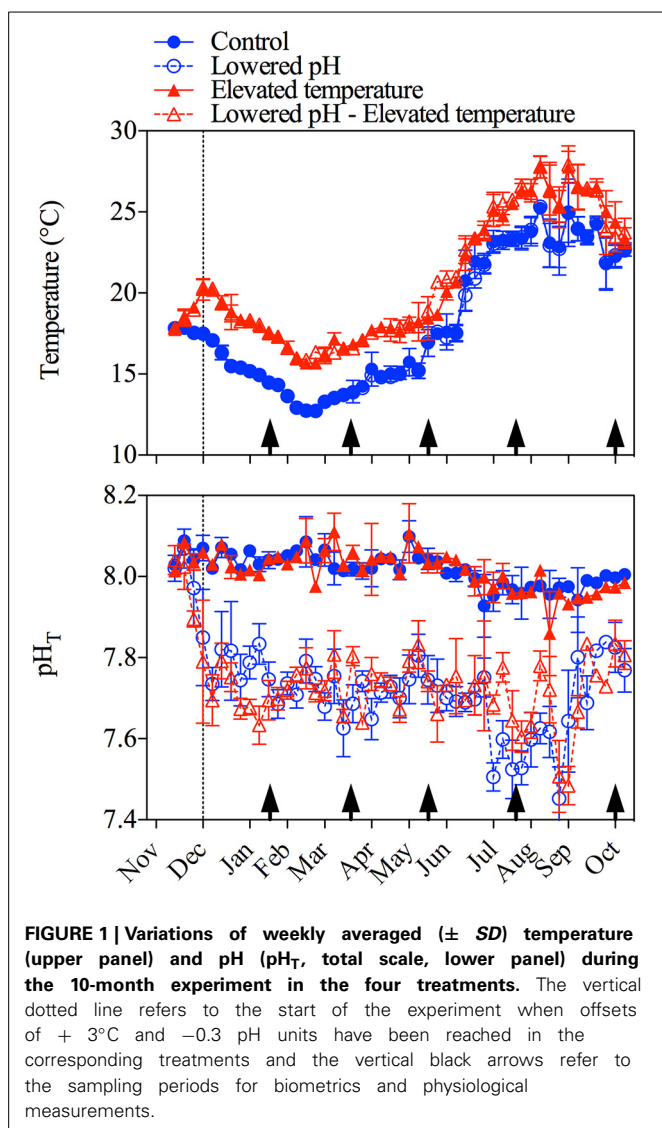 Control
Lowered pH
Elevated temperature
Lowered pH - Elevated temperature
30
25
20
15
10
Temperature (°C)
8.2
8.0
7.8
7.6
7.4
pHT
Nov
Dec
Jan
Feb
Mar
Apr
May
Jun
Jul
Aug
Sep
Oct
FIGURE 1 | Variations of weekly averaged (± SD) temperature
(upper panel) and pH (pHT, total scale, lower panel) during
the 10-month experiment in the four treatments. The vertical
dotted line refers to the start of the experiment when offsets
of + 3°C and −0.3 pH units have been reached in the
corresponding treatments and the vertical black arrows refer to
the sampling periods for biometrics and physiological
measurements.